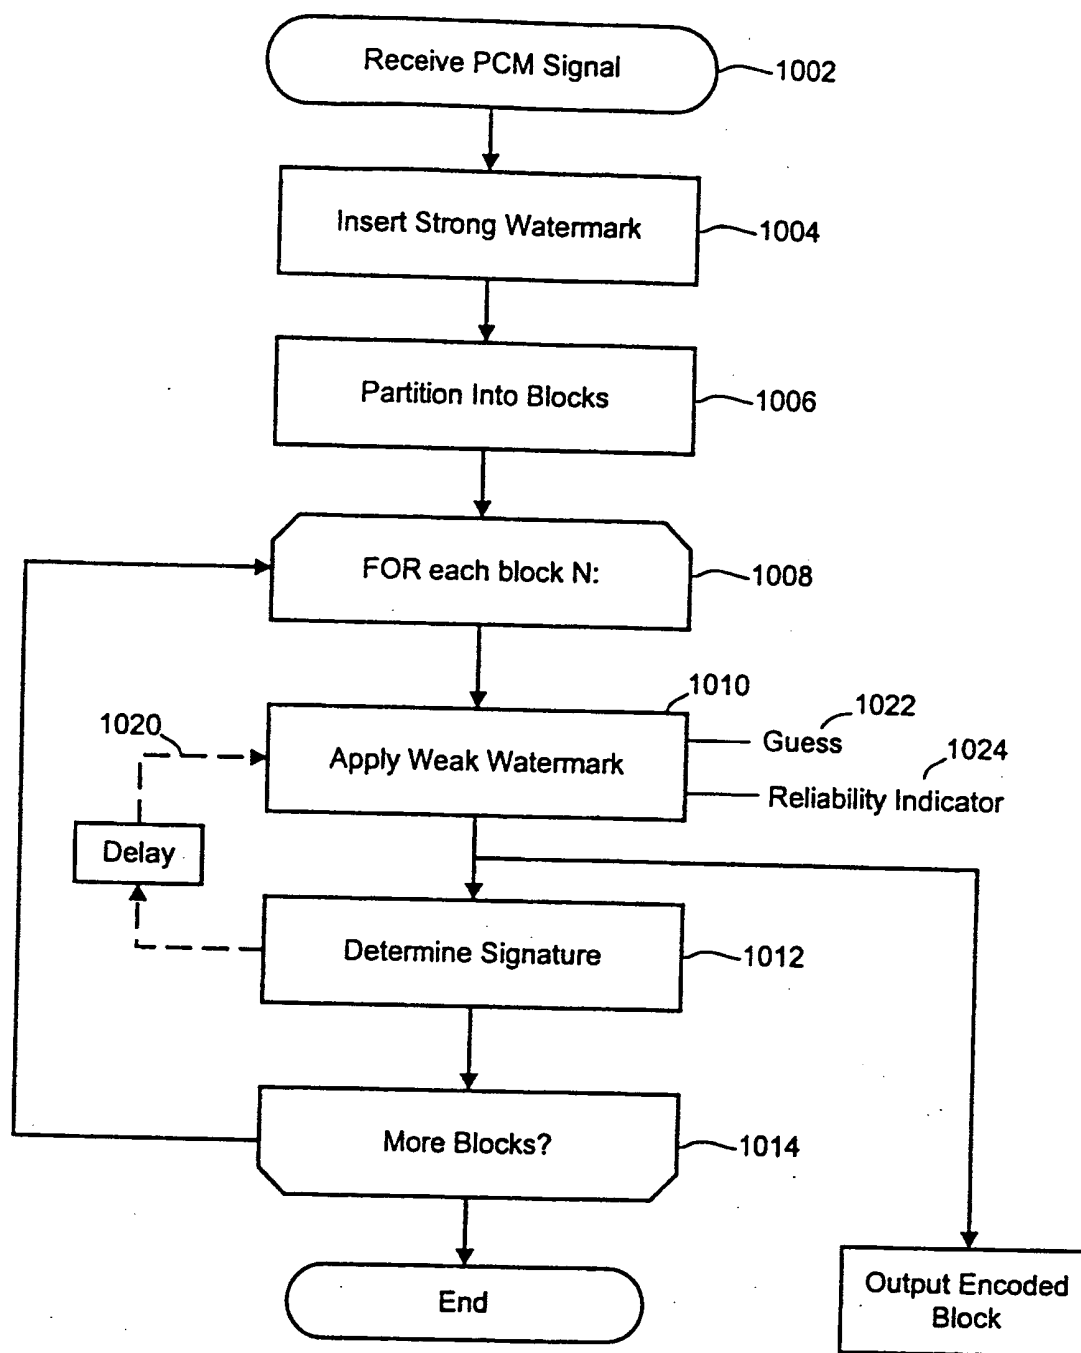 Receive PCM Signal
1002
Insert Strong Watermark
1004
Partition Into Blocks
1006
FOR each block N:
1008
1010
1020
Apply Weak Watermark
1022
Guess
1024
Reliability Indicator
Delay
Determine Signature
1012
More Blocks?
1014
End
Output Encoded
Block